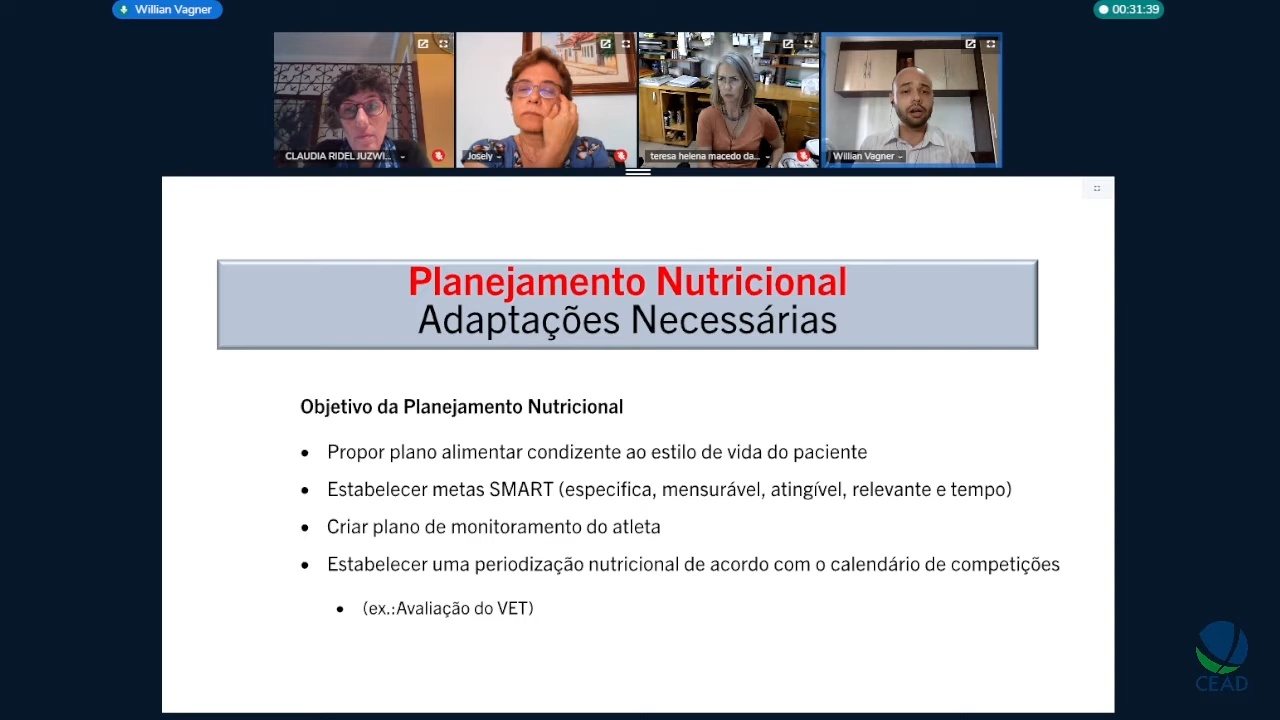 Willian Vagner
00:31:39
CLAUDIA RIDEL JUZWI...
Josely
teresa helena macedo da...
Willian Vagner
Planejamento Nutricional
Adaptações Necessárias
Objetivo da Planejamento Nutricional
• Propor plano alimentar condizente ao estilo de vida do paciente
• Estabelecer metas SMART (especifica, mensurável, atingível, relevante e tempo)
• Criar plano de monitoramento do atleta
• Estabelecer uma periodização nutricional de acordo com o calendário de competições
• (ex.:Avaliação do VET)
CEAD